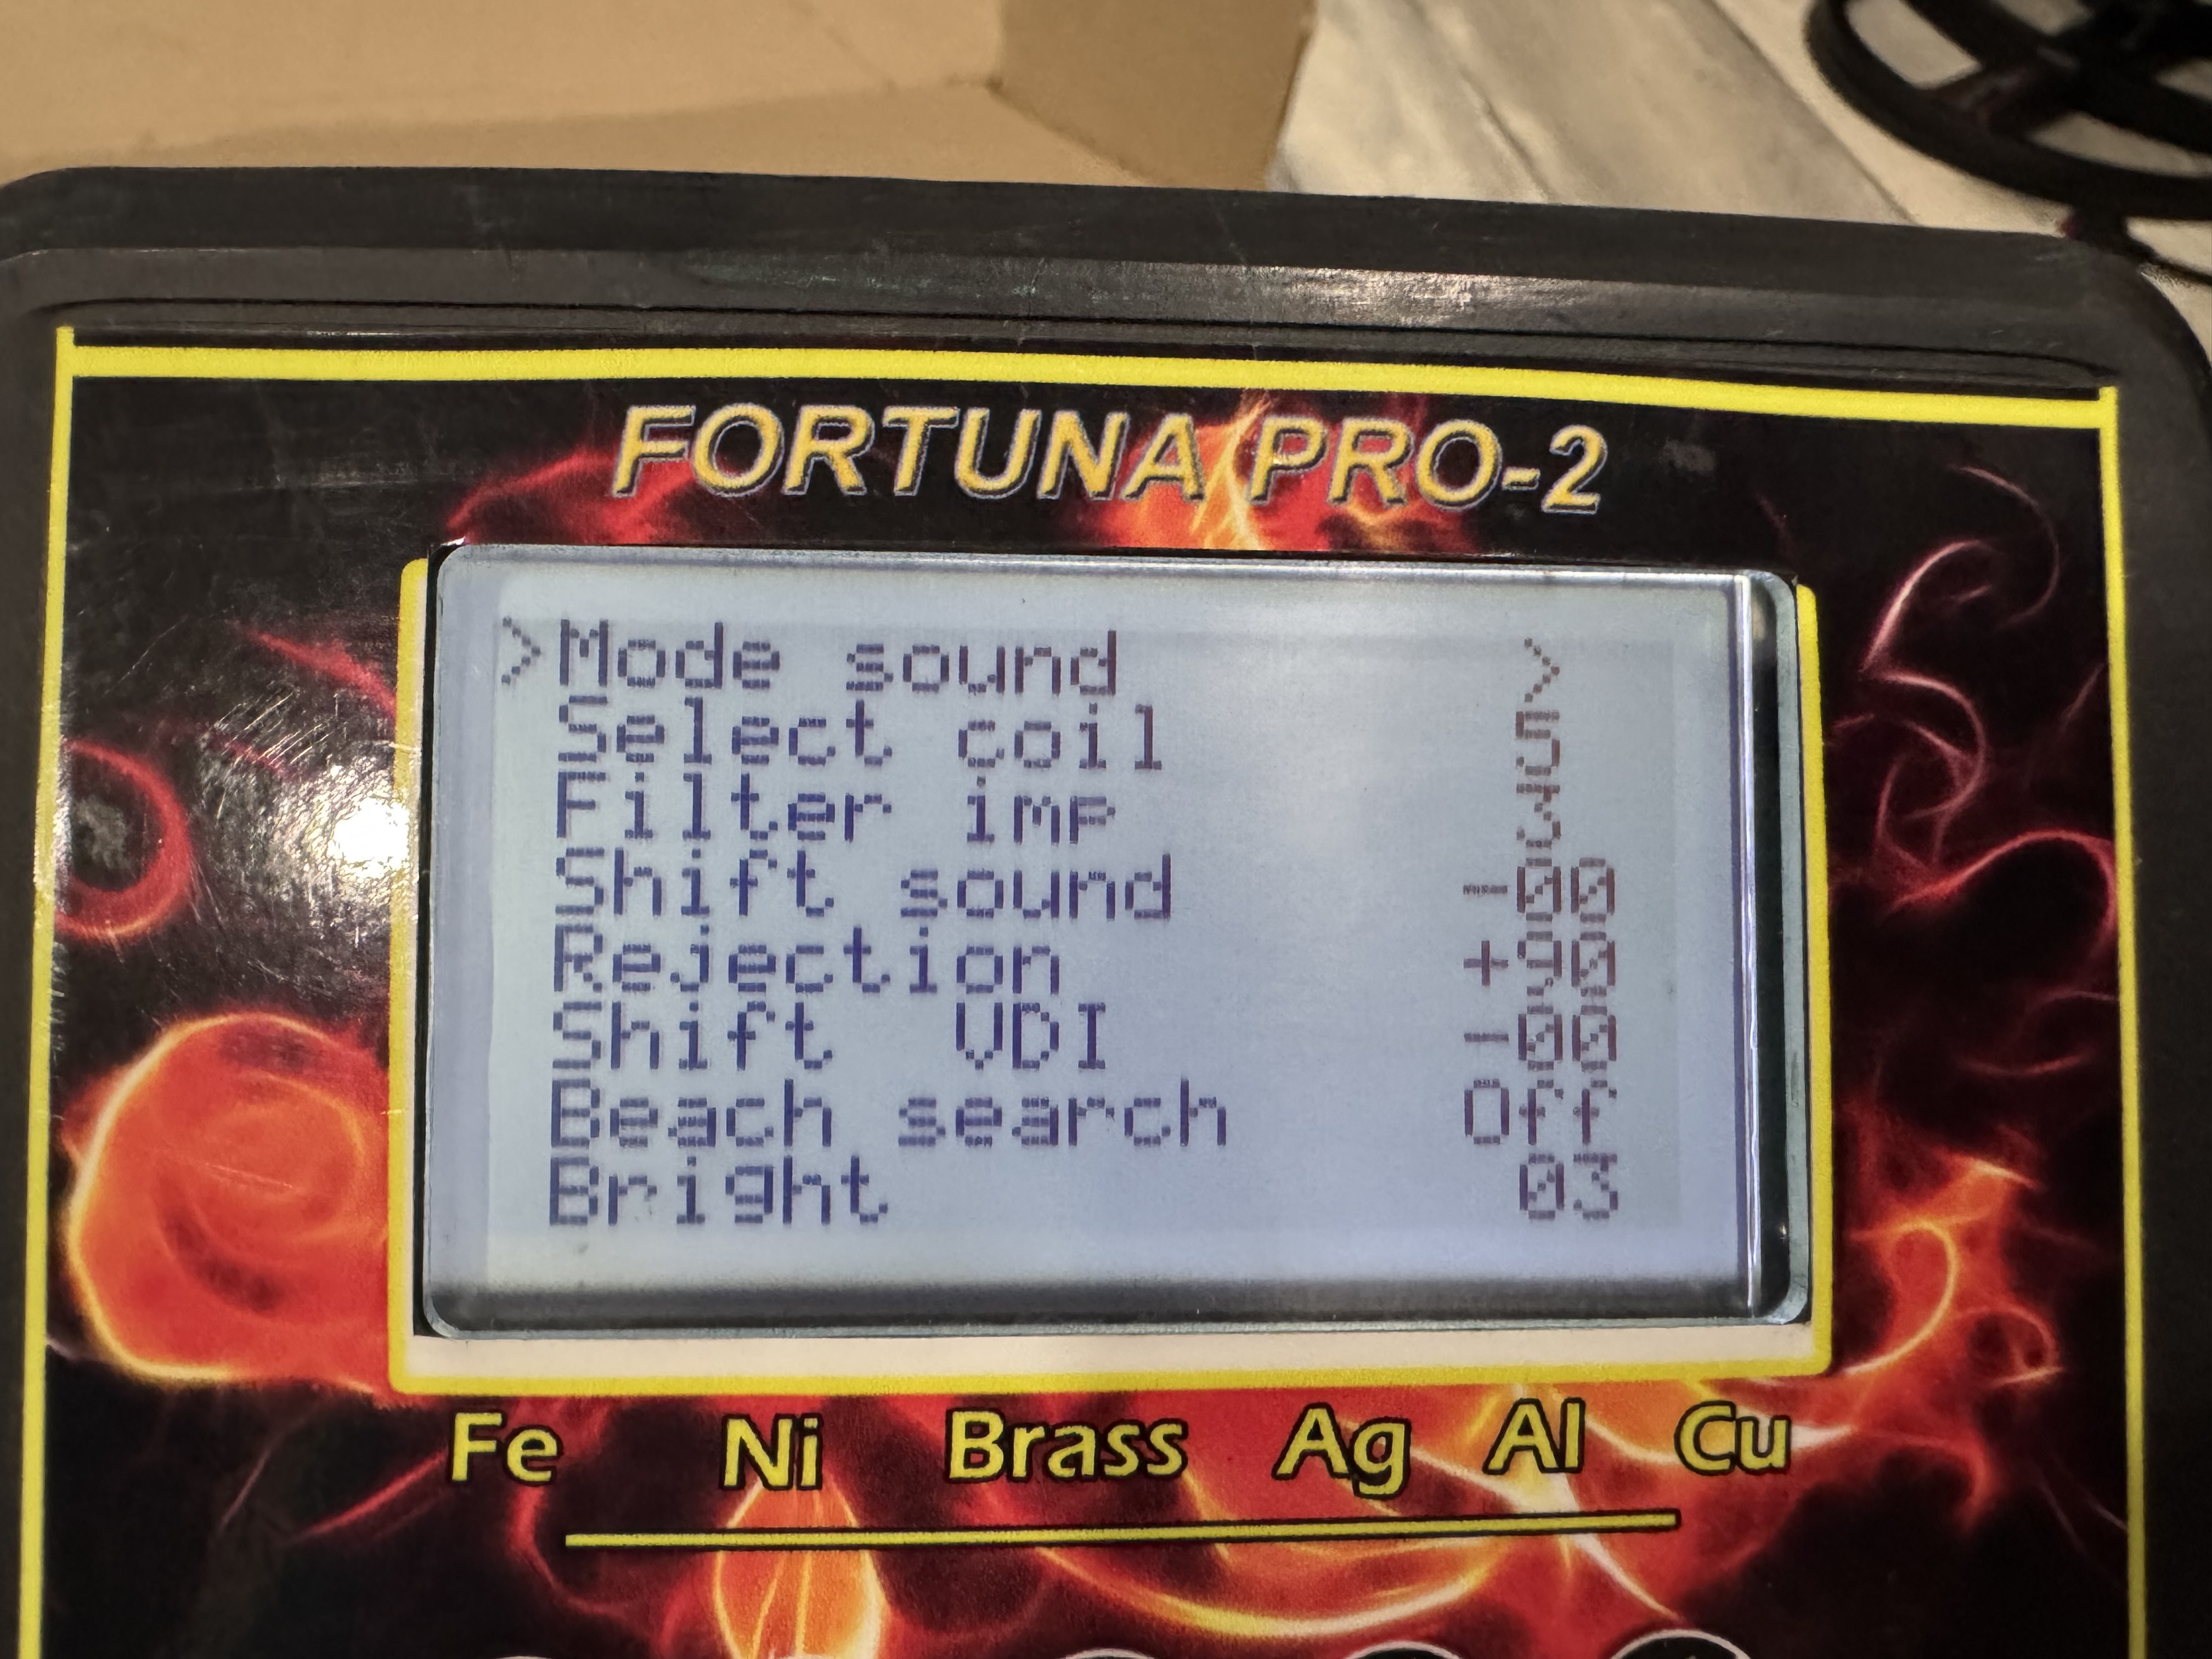 FORTUNA PRO-2
>Mode sound >
Select coil 5
Filter imp 3
Shift sound -00
Rejection +90
Shift VDI -00
Beach search Off
Bright 03
Fe Ni Brass Ag Al Cu